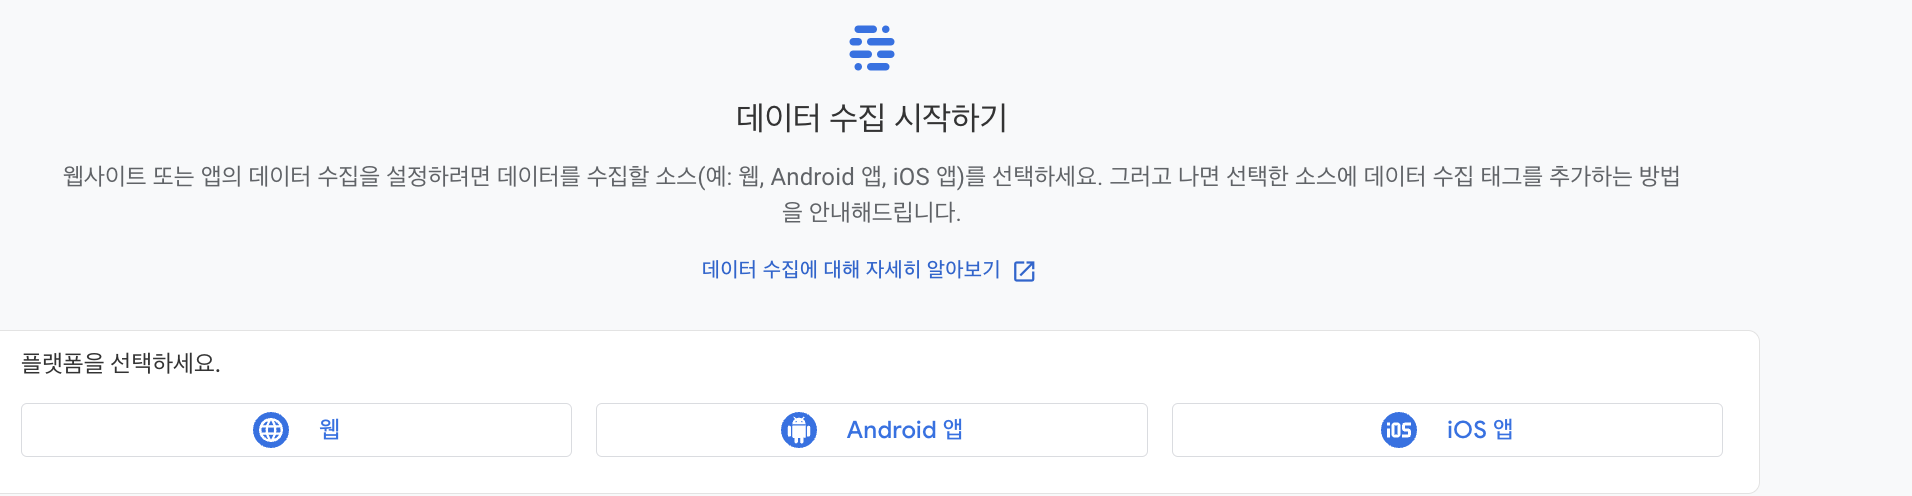 데이터 수집 시작하기
웹사이트 또는 앱의 데이터 수집을 설정하려면 데이터를 수집할 소스(예: 웹, Android 앱, iOS 앱)를 선택하세요. 그러고 나면 선택한 소스에 데이터 수집 태그를 추가하는 방법
을 안내해드립니다.
데이터 수집에 대해 자세히 알아보기
플랫폼을 선택하세요.
웹
Android 앱
iOS iOS 앱